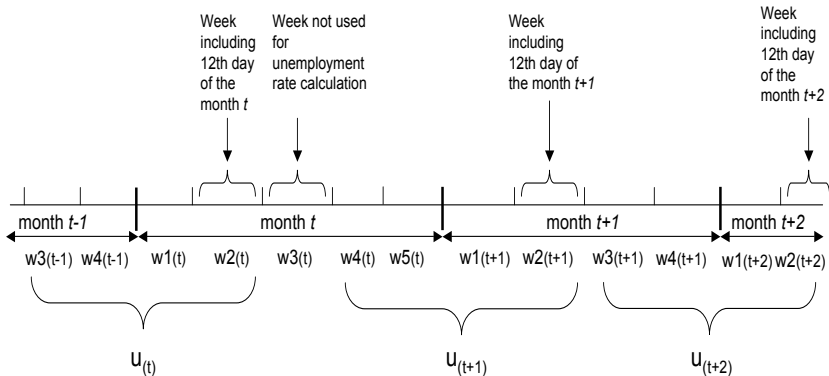 Week
including
12th day
of the
month t
Week not used
for
unemployment
rate calculation
Week
including
12th day of
the month t+1
Week
including
12th day
of the
month t+2
month t-1
month t
month t+1
month t+2
w3(t-1) w4(t-1) w1(t) w2(t) w3(t) w4(t) w5(t) w1(t+1) w2(t+1) w3(t+1) w4(t+1) w1(t+2) w2(t+2)
u(t)
u(t+1)
u(t+2)